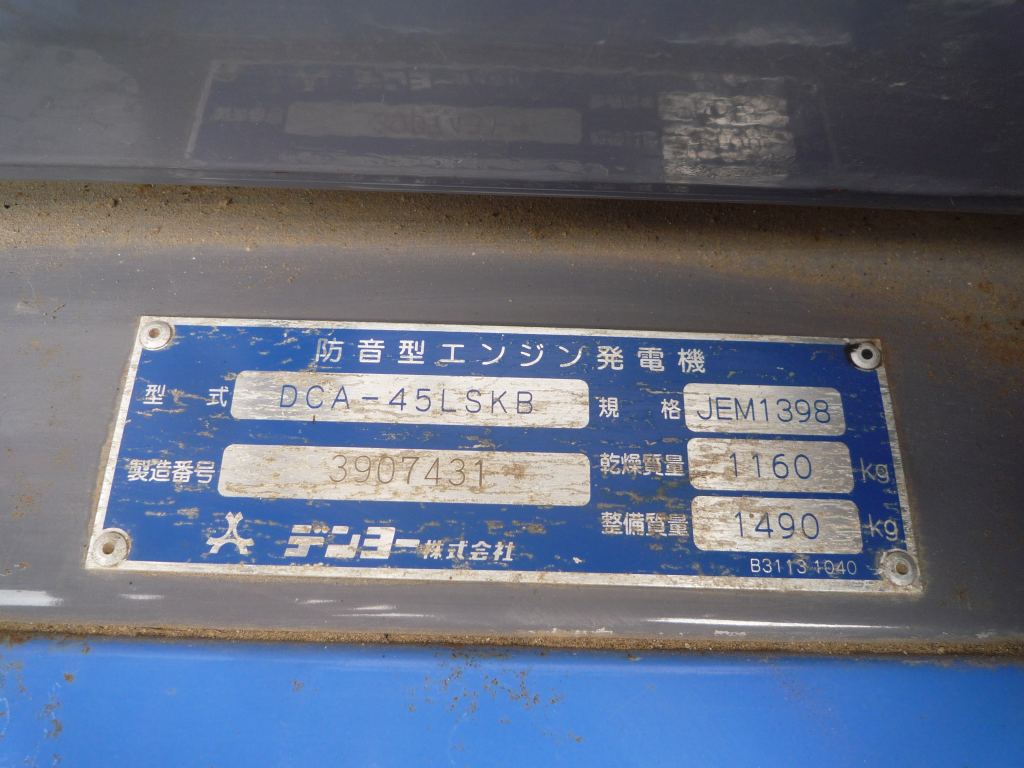 防音型エンジン発電機
型式 DCA-45LSKB 規格 JEM1398
製造番号 3907431 乾燥質量 1160 kg
整備質量 1490 kg
デンヨー株式会社
B31131040